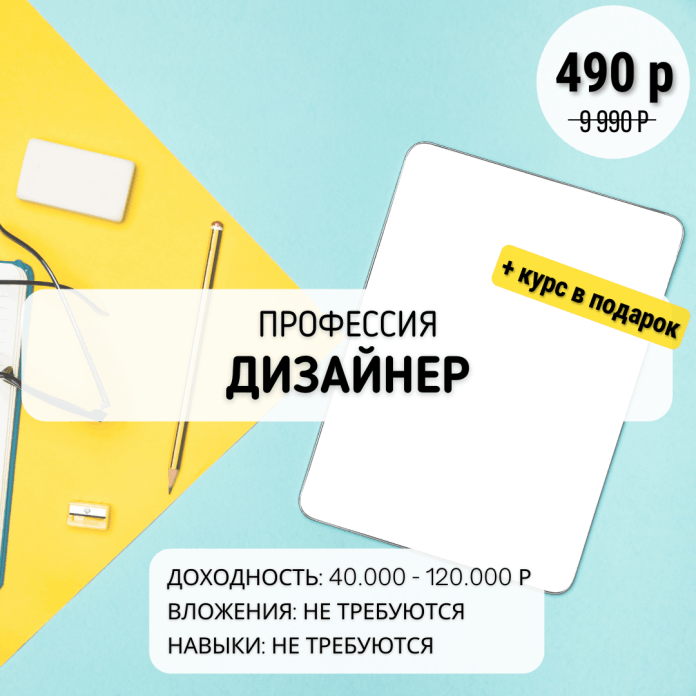 490 р
9 990 Р
+ курс в подарок
ПРОФЕССИЯ
ДИЗАЙНЕР
ДОХОДНОСТЬ: 40.000 - 120.000 Р
ВЛОЖЕНИЯ: НЕ ТРЕБУЮТСЯ
НАВЫКИ: НЕ ТРЕБУЮТСЯ